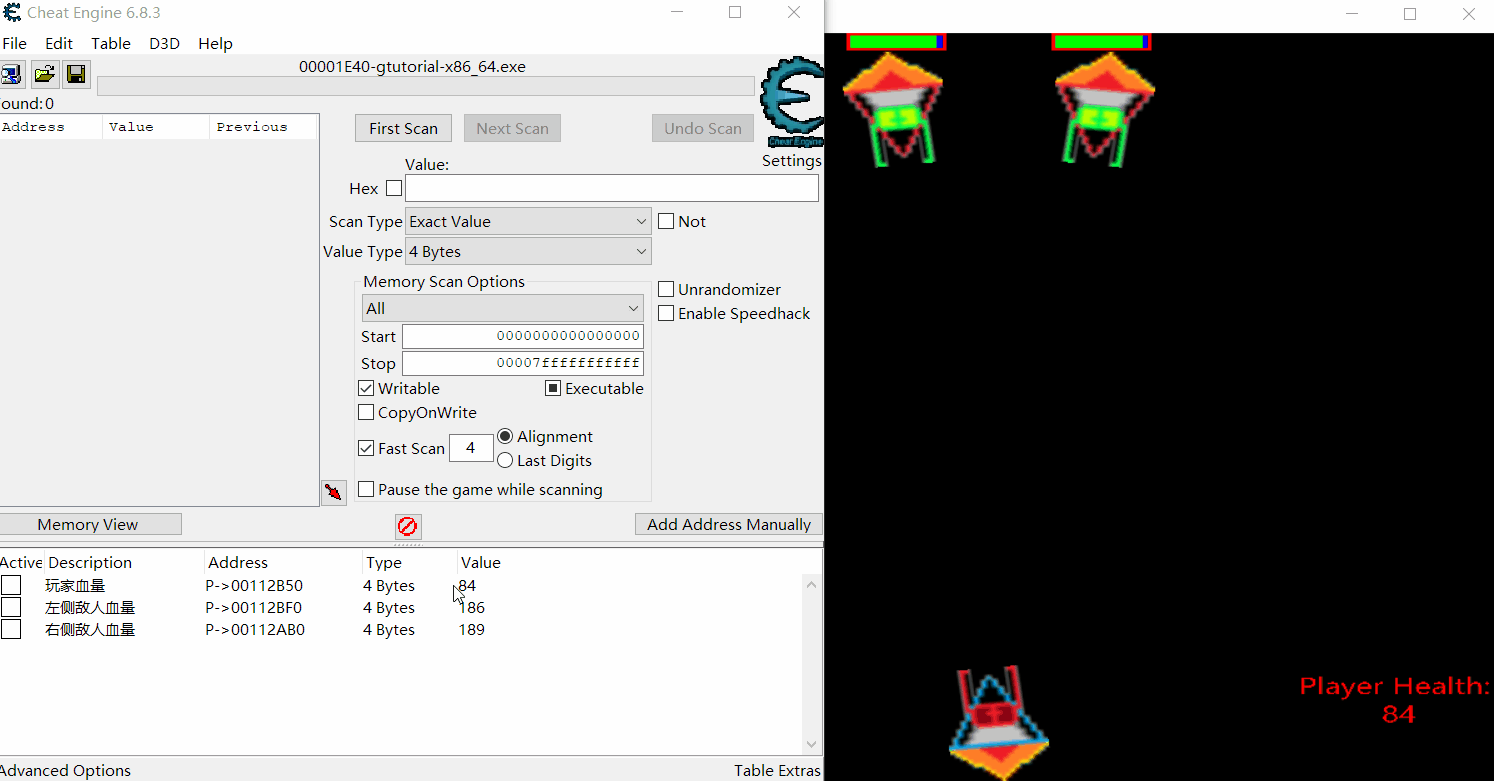 Cheat Engine 6.8.3
File Edit Table D3D Help
00001E40-gtutorial-x86_64.exe
ound: 0
Address Value Previous
First Scan Next Scan Undo Scan
Cheat Engine
Settings
Value:
Hex
Scan Type Exact Value Not
Value Type 4 Bytes
Memory Scan Options
All
Unrandomizer
Enable Speedhack
Start 0000000000000000
Stop 00007fffffffffff
Writable Executable
CopyOnWrite
Fast Scan 4 Alignment
Last Digits
Pause the game while scanning
Memory View Add Address Manually
Active Description Address Type Value
玩家血量 P->00112B50 4 Bytes 84
左侧敌人血量 P->00112BF0 4 Bytes 186
右侧敌人血量 P->00112AB0 4 Bytes 189
Advanced Options Table Extras
Player Health:
84